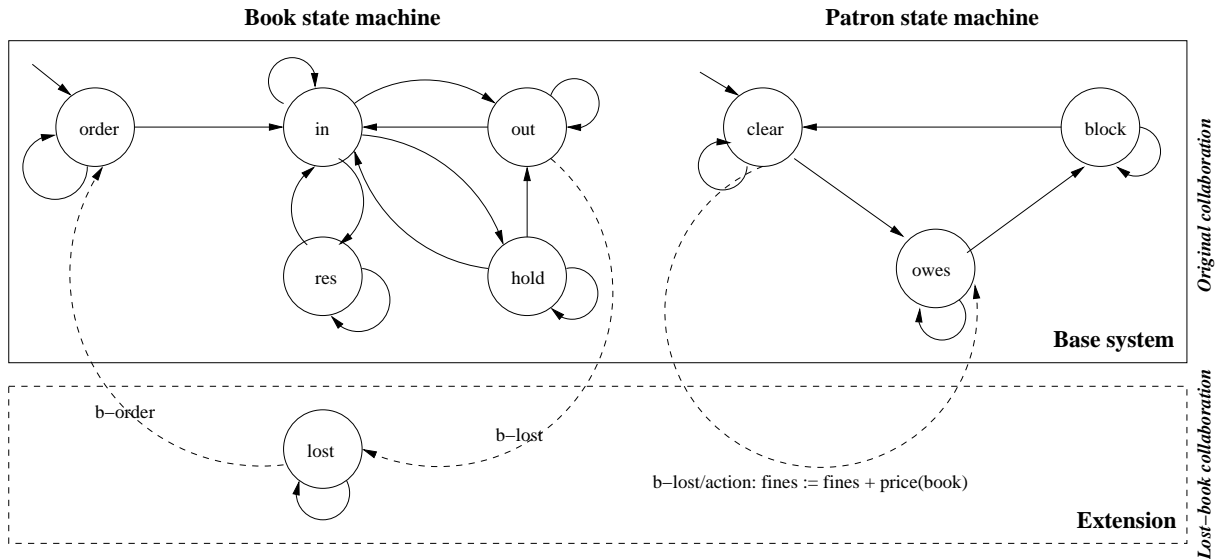 Book state machine
Patron state machine
order
in
out
clear
block
res
hold
owes
Original collaboration
Base system
b-order
b-lost
lost
b-lost/action: fines := fines + price(book)
Extension
Lost-book collaboration